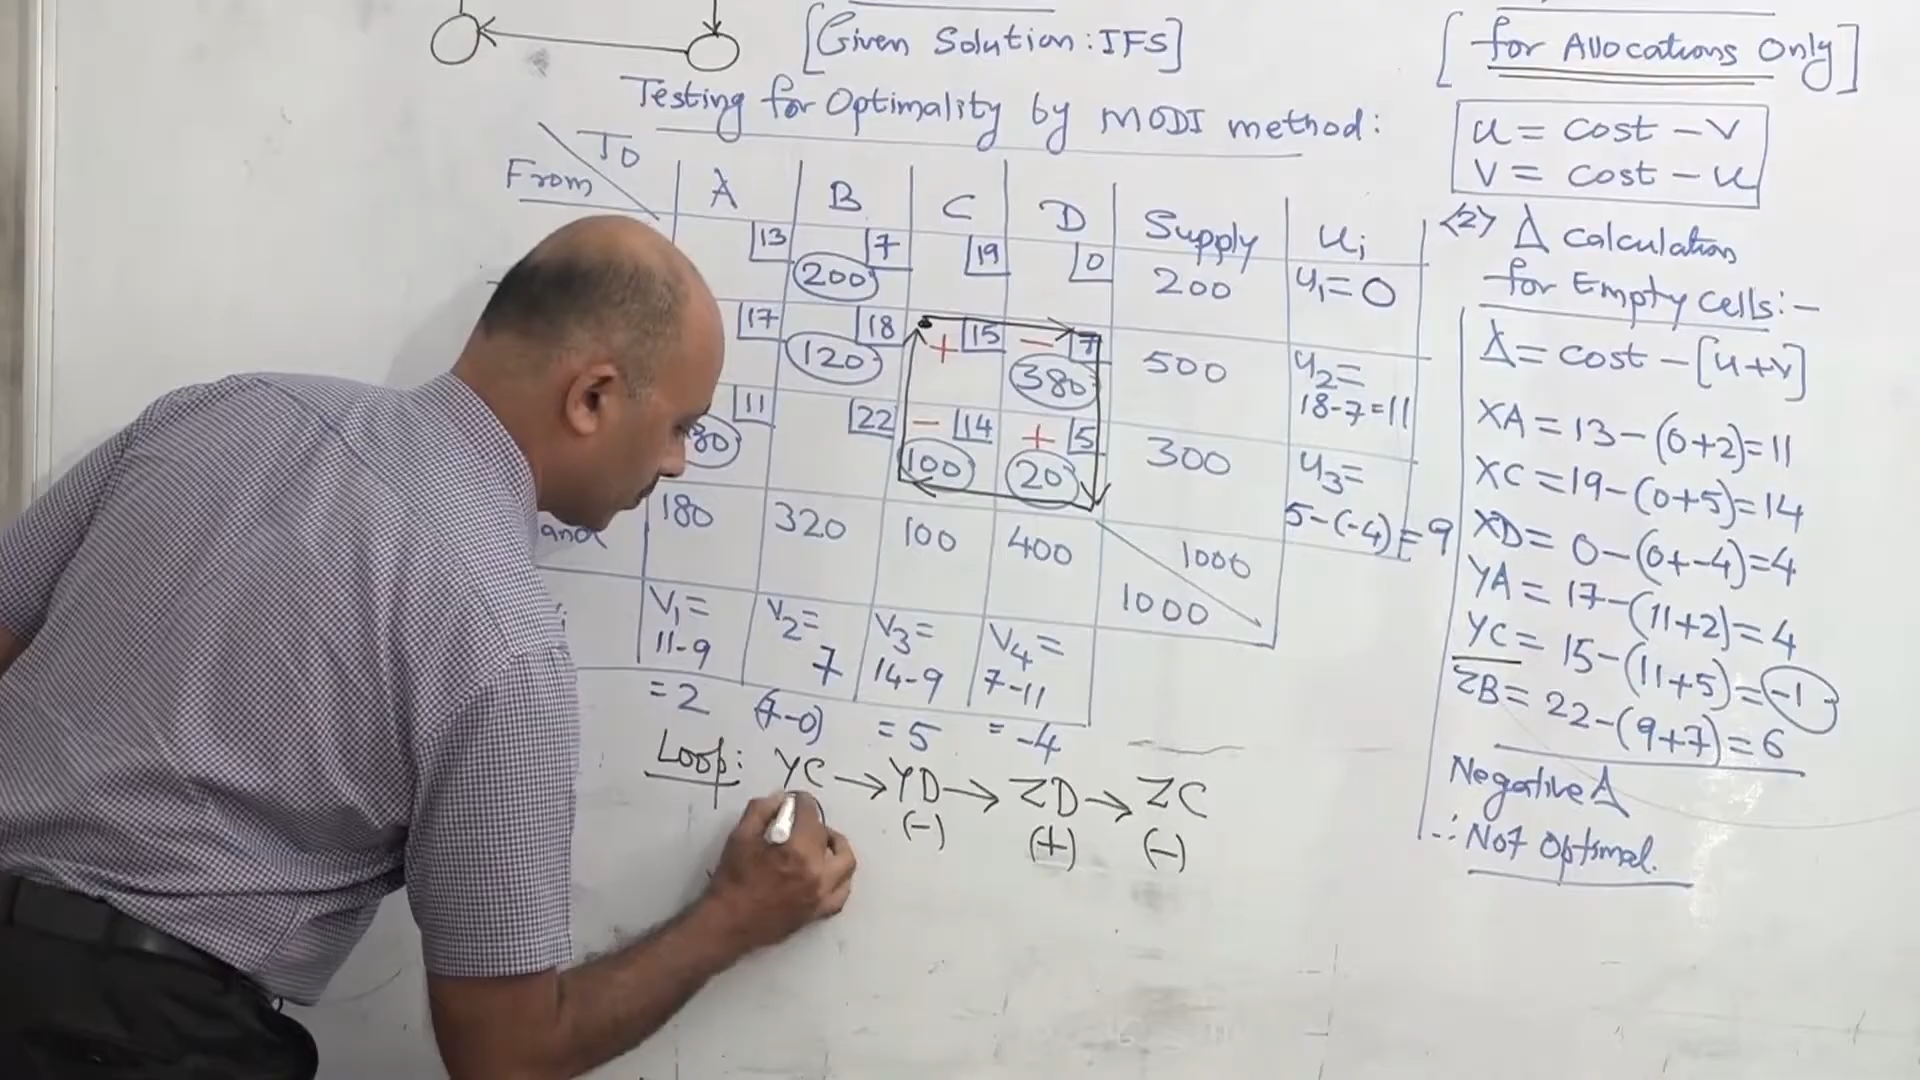 [Given Solution: IFS]
Testing for Optimality by MODI method:
To
From
A B C D Supply ui
13 7 19 0
200 200 u1=0
17 18 + 15 - 7
120 380 500 u2=
18-7=11
11 22 - 14 + 5
80 100 20 300 u3=
5-(-4)=9
and 180 320 100 400 1000
1000
V1= V2= V3= V4=
11-9 7 14-9 7-11
=2 (7-0) =5 =-4
Loop: YC → YD → ZD → ZC
(-) (+) (-)
[for Allocations Only]
u = cost - v
v = cost - u
<2> Δ calculation
for Empty cells:-
Δ = cost - [u+v]
XA = 13-(0+2)=11
XC = 19-(0+5)=14
XD = 0-(0+-4)=4
YA = 17-(11+2)=4
YC = 15-(11+5)=-1
ZB = 22-(9+7)=6
Negative Δ
∴ Not Optimal.